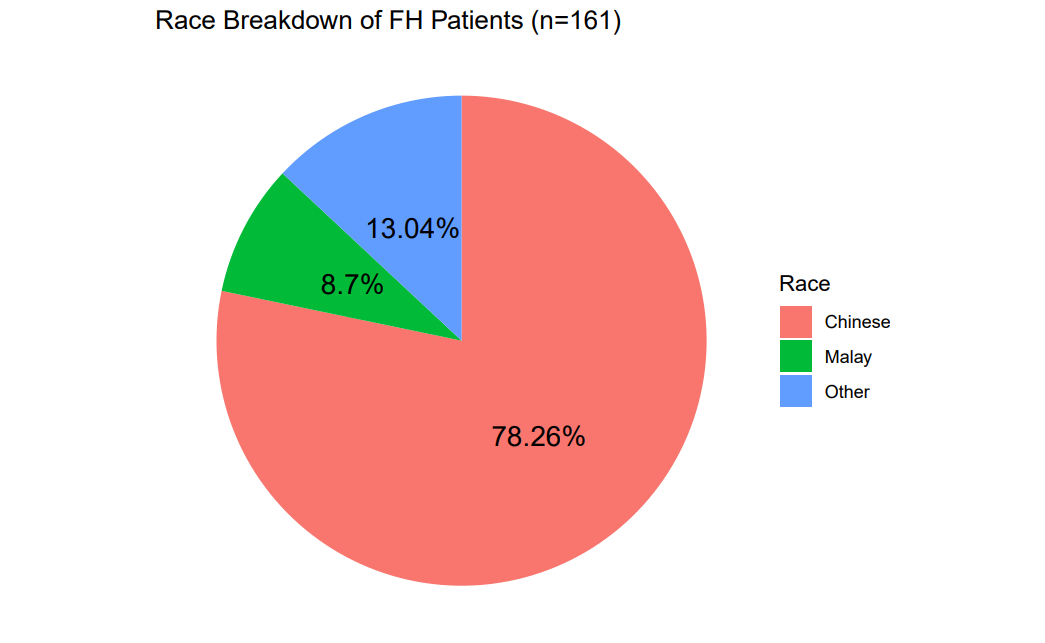 Race Breakdown of FH Patients (n=161)
13.04%
8.7%
78.26%
Race
Chinese
Malay
Other